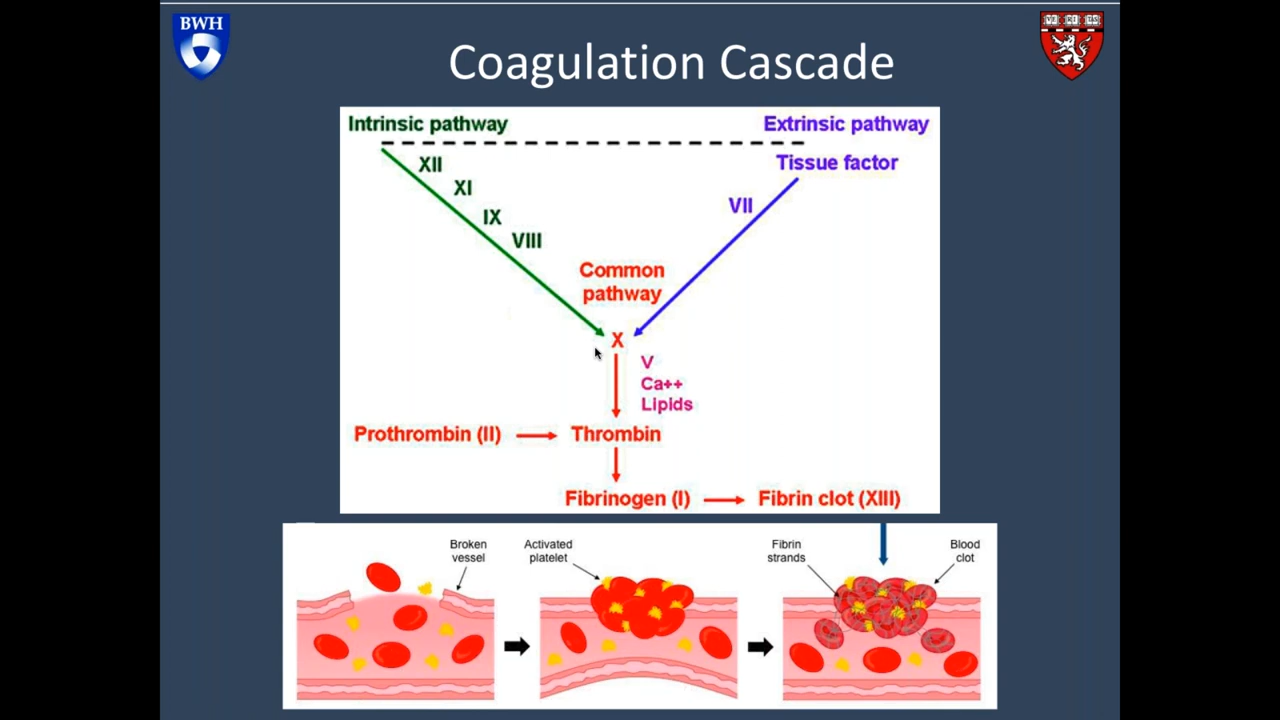 BWH
Coagulation Cascade
Intrinsic pathway
Extrinsic pathway
Tissue factor
XII
XI
IX
VIII
VII
Common
pathway
X
V
Ca++
Lipids
Prothrombin (II)
Thrombin
Fibrinogen (I)
Fibrin clot (XIII)
Broken
vessel
Activated
platelet
Fibrin
strands
Blood
clot